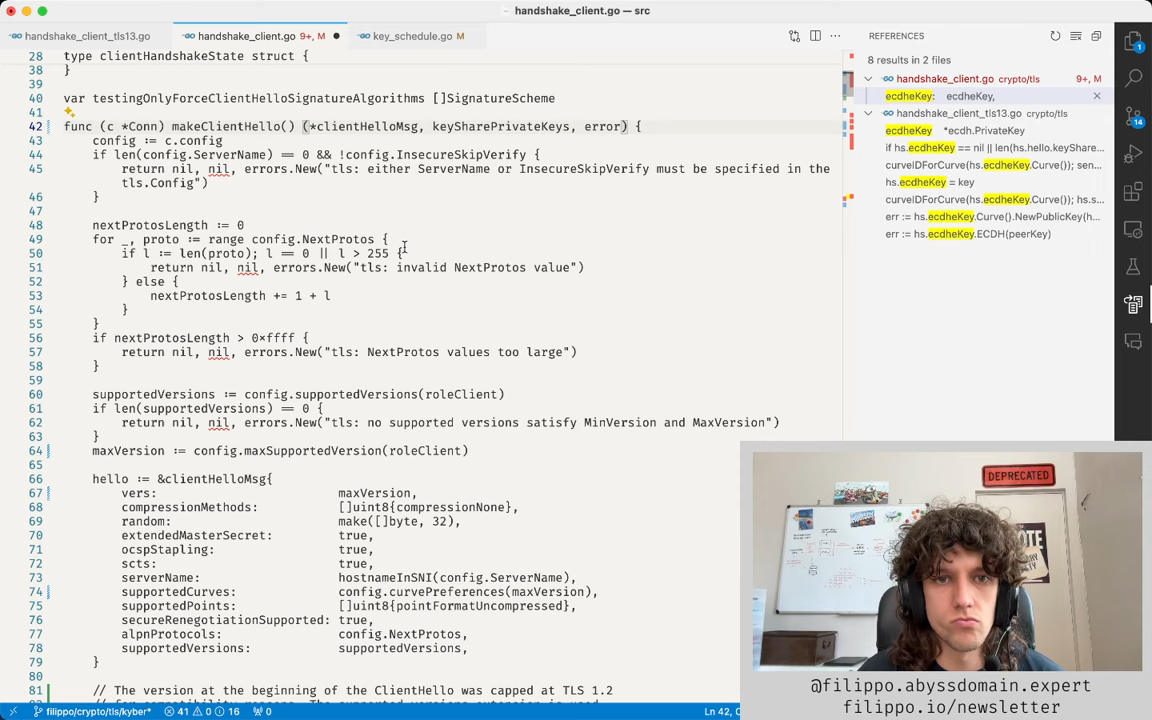 handshake_client.go — src
handshake_client_tls13.go
handshake_client.go 9+, M
key_schedule.go M
28 type clientHandshakeState struct {
38 }
39
40 var testingOnlyForceClientHelloSignatureAlgorithms []SignatureScheme
41
42 func (c *Conn) makeClientHello() (*clientHelloMsg, keySharePrivateKeys, error) {
43 config := c.config
44 if len(config.ServerName) == 0 && !config.InsecureSkipVerify {
45 return nil, nil, errors.New("tls: either ServerName or InsecureSkipVerify must be specified in the
tls.Config")
46 }
47
48 nextProtosLength := 0
49 for _, proto := range config.NextProtos {
50 if l := len(proto); l == 0 || l > 255 {
51 return nil, nil, errors.New("tls: invalid NextProtos value")
52 } else {
53 nextProtosLength += 1 + l
54 }
55 }
56 if nextProtosLength > 0xffff {
57 return nil, nil, errors.New("tls: NextProtos values too large")
58 }
59
60 supportedVersions := config.supportedVersions(roleClient)
61 if len(supportedVersions) == 0 {
62 return nil, nil, errors.New("tls: no supported versions satisfy MinVersion and MaxVersion")
63 }
64 maxVersion := config.maxSupportedVersion(roleClient)
65
66 hello := &clientHelloMsg{
67 vers: maxVersion,
68 compressionMethods: []uint8{compressionNone},
69 random: make([]byte, 32),
70 extendedMasterSecret: true,
71 ocspStapling: true,
72 scts: true,
73 serverName: hostnameInSNI(config.ServerName),
74 supportedCurves: config.curvePreferences(maxVersion),
75 supportedPoints: []uint8{pointFormatUncompressed},
76 secureRenegotiationSupported: true,
77 alpnProtocols: config.NextProtos,
78 supportedVersions: supportedVersions,
79 }
80
81 // The version at the beginning of the ClientHello was capped at TLS 1.2
REFERENCES
8 results in 2 files
handshake_client.go crypto/tls 9+, M
ecdheKey: ecdheKey,
handshake_client_tls13.go crypto/tls
ecdheKey *ecdh.PrivateKey
if hs.ecdheKey == nil || len(hs.hello.keyShare...
curveIDForCurve(hs.ecdheKey.Curve()); sen...
hs.ecdheKey = key
curveIDForCurve(hs.ecdheKey.Curve()); hs.s...
err := hs.ecdheKey.Curve().NewPublicKey(h...
err := hs.ecdheKey.ECDH(peerKey)
1
14
DEPRECATED
@filippo.abyssdomain.expert
filippo.io/newsletter
filippo/crypto/tls/kyber* 41 0 16 0
Ln 42,